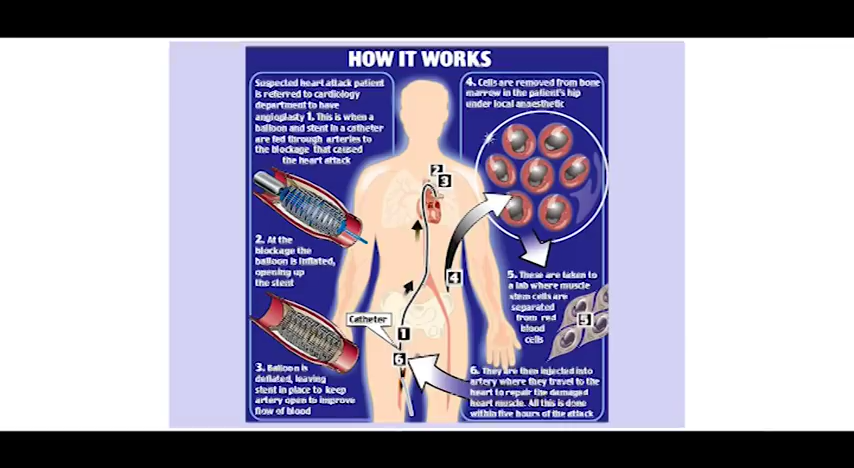 HOW IT WORKS
Suspected heart attack patient
is referred to cardiology
department to have
angioplasty 1. This is when a
balloon and stent in a catheter
are fed through arteries to
the blockage that caused
the heart attack
2. At the
blockage the
balloon is inflated,
opening up
the stent
3. Balloon is
deflated, leaving
stent in place to keep
artery open to improve
flow of blood
2
3
4
Catheter
1
6
4. Cells are removed from bone
marrow in the patient's hip
under local anaesthetic
5. These are taken to
a lab where muscle
stem cells are
separated
from red
blood
cells
5
6. They are then injected into
artery where they travel to the
heart to repair the damaged
heart muscle. All this is done
within five hours of the attack